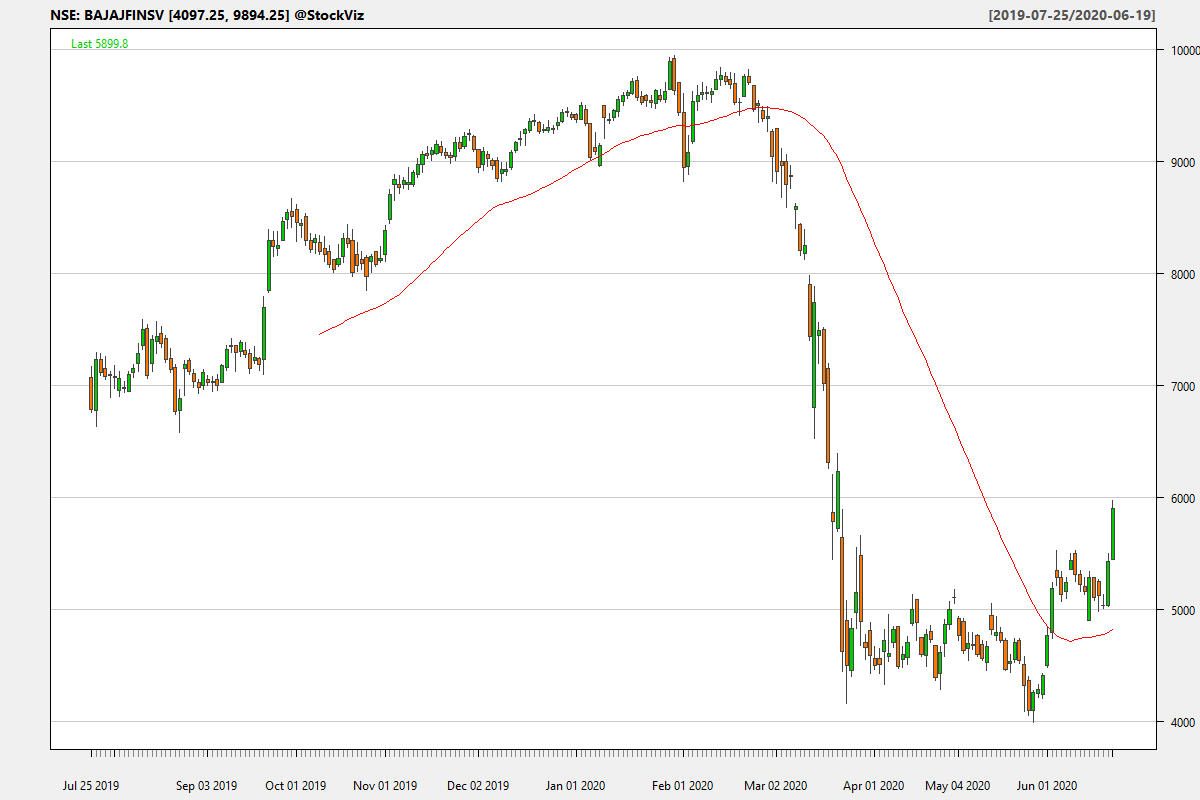 NSE: BAJAJFINSV [4097.25, 9894.25] @StockViz [2019-07-25/2020-06-19]
Last 5899.8
10000
9000
8000
7000
6000
5000
4000
Jul 25 2019 Sep 03 2019 Oct 01 2019 Nov 01 2019 Dec 02 2019 Jan 01 2020 Feb 01 2020 Mar 02 2020 Apr 01 2020 May 04 2020 Jun 01 2020